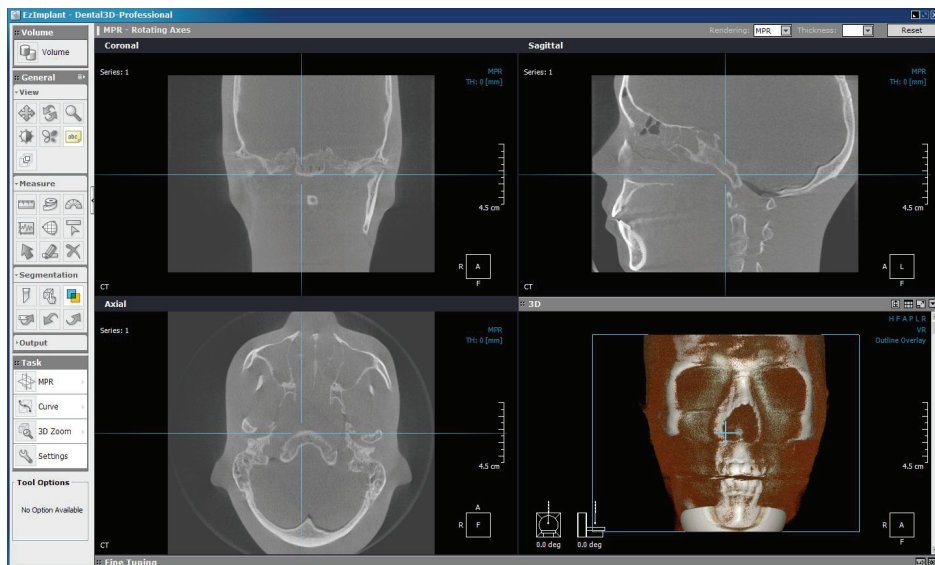 EzImplant - Dental3D-Professional
Volume
Volume
General
View
abc
Measure
Segmentation
Output
Task
MPR
Curve
3D Zoom
Settings
Tool Options
No Option Available
MPR - Rotating Axes
Rendering: MPR Thickness: Reset
Coronal
Series: 1
MPR
TH: 0 [mm]
4.5 cm
R A
F
CT
Sagittal
Series: 1
MPR
TH: 0 [mm]
4.5 cm
A L
F
CT
Axial
Series: 1
MPR
TH: 0 [mm]
4.5 cm
A
R F
CT
3D
H F A P L R
VR
Outline Overlay
4.5 cm
R A
F
0.0 deg 0.0 deg
Fine Tuning